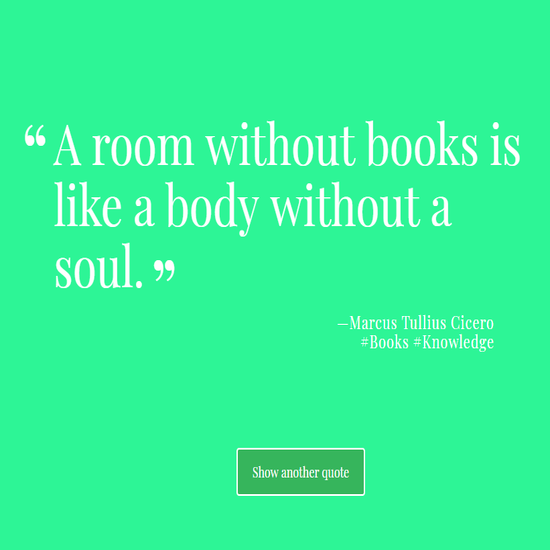 “ A room without books is
like a body without a
soul. ”
—Marcus Tullius Cicero
#Books #Knowledge
Show another quote